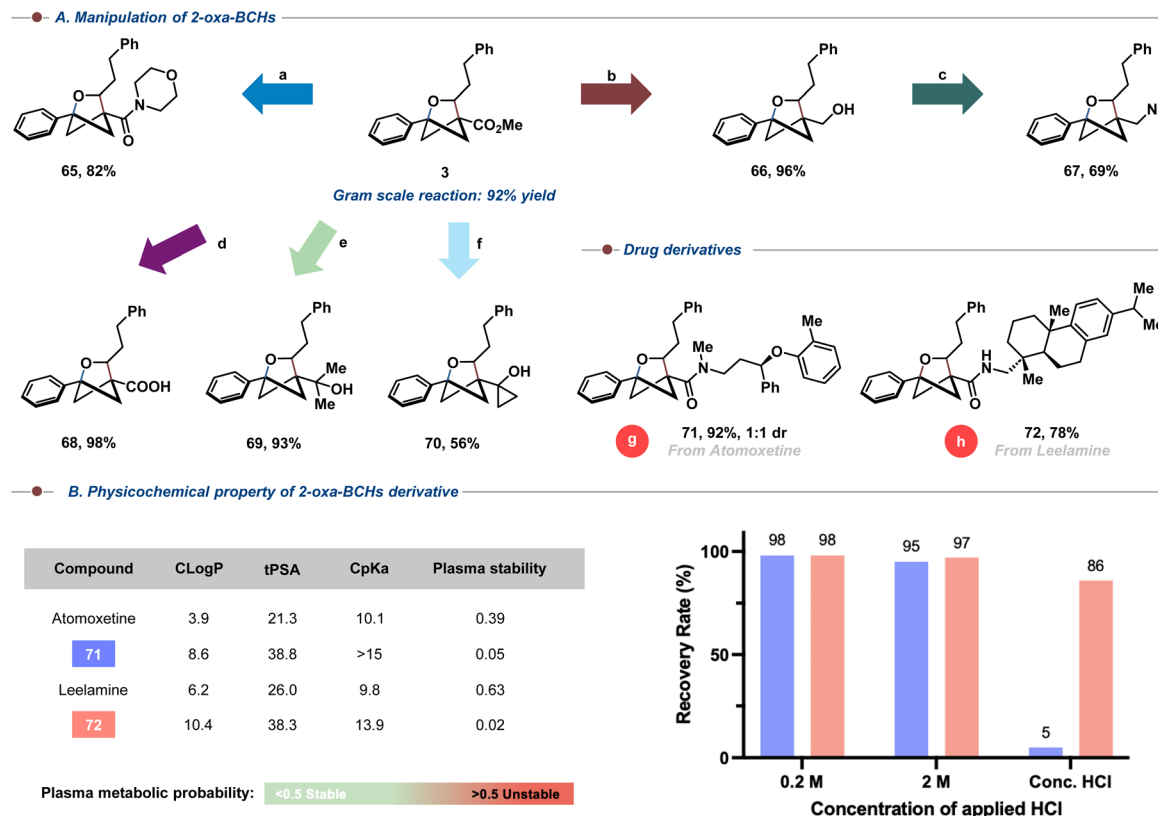 A. Manipulation of 2-oxa-BCHs
Ph
O
N
O
O
65, 82%
a
Ph
O
CO₂Me
3
Gram scale reaction: 92% yield
b
Ph
O
OH
66, 96%
c
Ph
O
N
67, 69%
d
e
f
Ph
O
COOH
68, 98%
Ph
O
Me
OH
Me
69, 93%
Ph
O
OH
70, 56%
Drug derivatives
Ph
O
Me
N
O
Ph
O
Me
g
71, 92%, 1:1 dr
From Atomoxetine
Ph
O
H
N
O
Me
Me
H
Me
Me
h
72, 78%
From Leelamine
B. Physicochemical property of 2-oxa-BCHs derivative
Compound CLogP tPSA CpKa Plasma stability
Atomoxetine 3.9 21.3 10.1 0.39
71 8.6 38.8 >15 0.05
Leelamine 6.2 26.0 9.8 0.63
72 10.4 38.3 13.9 0.02
Plasma metabolic probability: <0.5 Stable >0.5 Unstable
Recovery Rate (%)
100
50
0
98 98
95 97
5 86
0.2 M 2 M Conc. HCl
Concentration of applied HCl